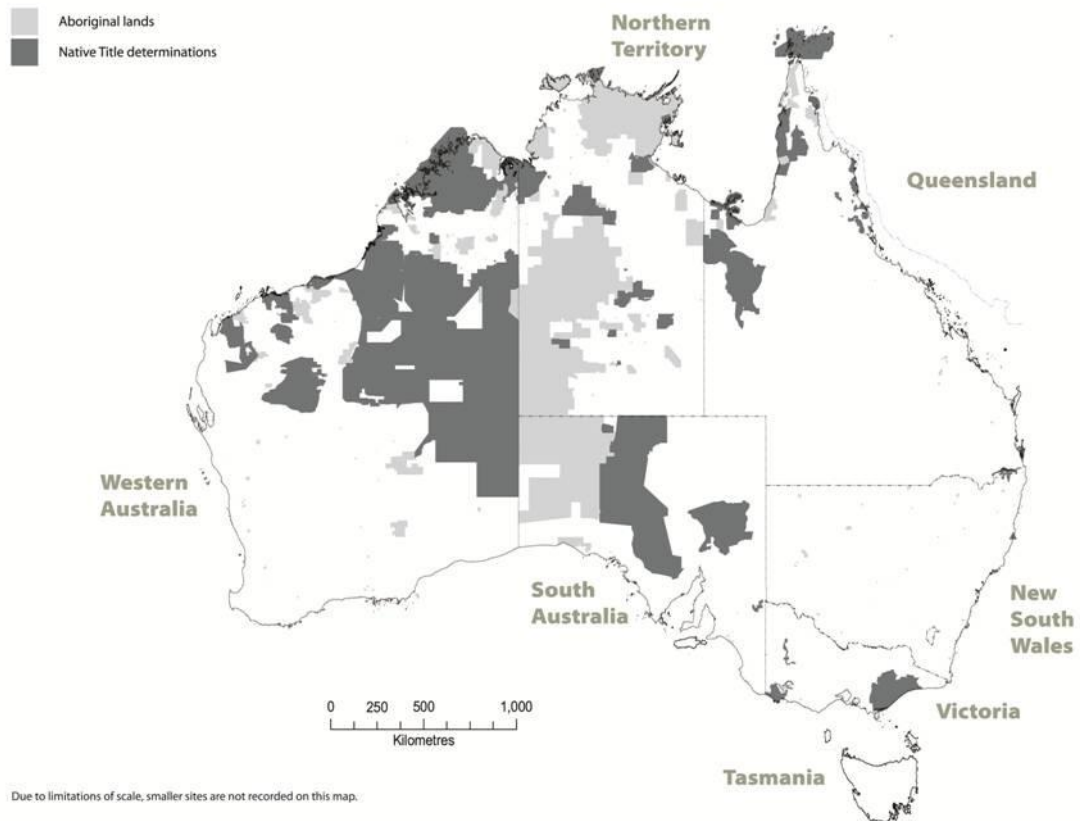 Aboriginal lands
Native Title determinations
Northern
Territory
Queensland
Western
Australia
South
Australia
New
South
Wales
Victoria
Tasmania
0 250 500 1,000
Kilometres
Due to limitations of scale, smaller sites are not recorded on this map.